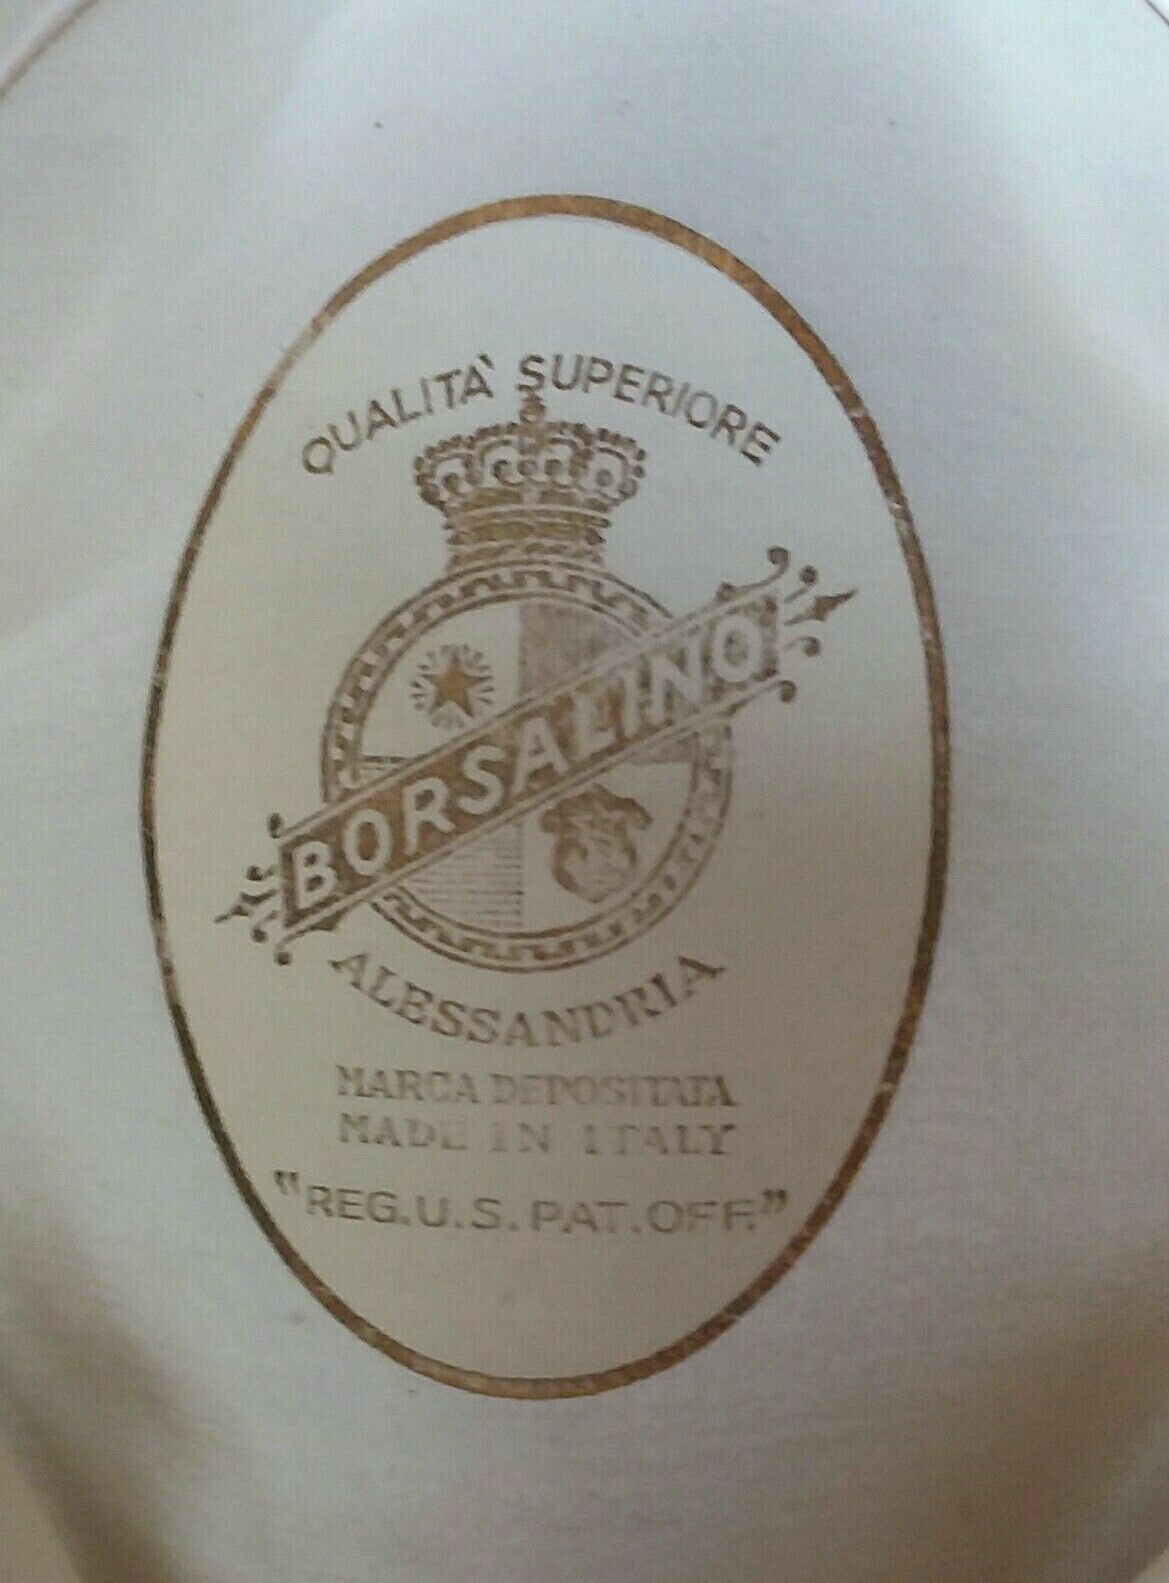 QUALITÀ SUPERIORE
BORSALINO
ALESSANDRIA
MARCA DEPOSITATA
MADE IN ITALY
"REG.U.S.PAT.OFF."